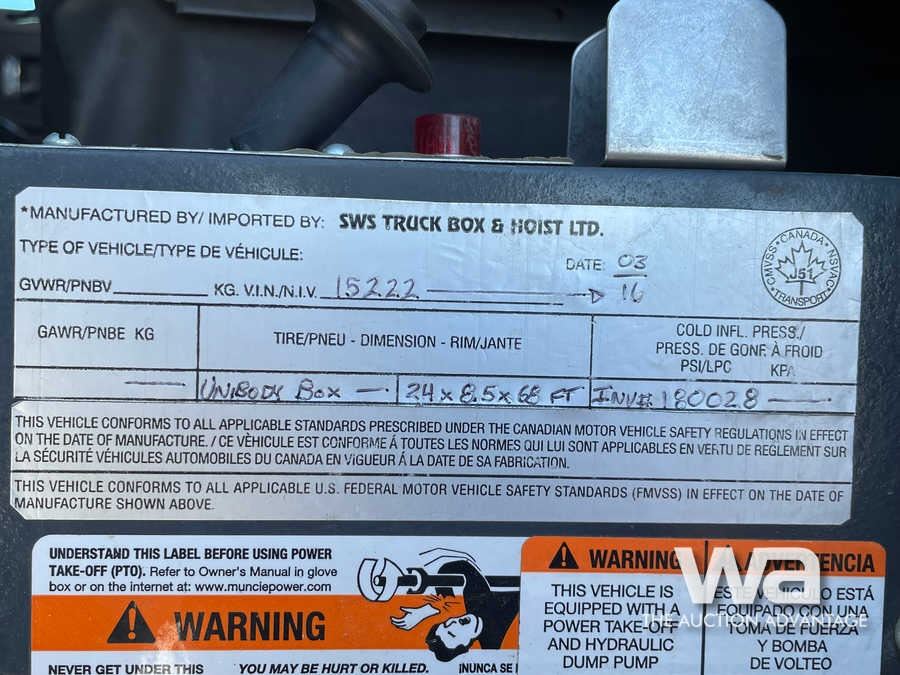 *MANUFACTURED BY/ IMPORTED BY: SWS TRUCK BOX & HOIST LTD.
TYPE OF VEHICLE/TYPE DE VÉHICULE:
DATE: 03
16
GVWR/PNBV KG. V.I.N./N.I.V. 15222
CMVSS · CANADA · NSVAC
J51
TRANSPORT
GAWR/PNBE KG
TIRE/PNEU - DIMENSION - RIM/JANTE
COLD INFL. PRESS./
PRESS. DE GONF. À FROID
PSI/LPC KPA
UNIBODY BOX — 24 x 8.5 x 68 FT INV# 180028 —
THIS VEHICLE CONFORMS TO ALL APPLICABLE STANDARDS PRESCRIBED UNDER THE CANADIAN MOTOR VEHICLE SAFETY REGULATIONS IN EFFECT
ON THE DATE OF MANUFACTURE. / CE VÈHICULE EST CONFORME Á TOUTES LES NORMES QUI LUI SONT APPLICABLES EN VERTU DE REGLEMENT SUR
LA SÉCURITÉ VÉHICULES AUTOMOBILES DU CANADA EN VIGUEUR Á LA DATE DE SA FABRICATION.
THIS VEHICLE CONFORMS TO ALL APPLICABLE U.S. FEDERAL MOTOR VEHICLE SAFETY STANDARDS (FMVSS) IN EFFECT ON THE DATE OF
MANUFACTURE SHOWN ABOVE.
UNDERSTAND THIS LABEL BEFORE USING POWER
TAKE-OFF (PTO). Refer to Owner's Manual in glove
box or on the internet at: www.munciepower.com
WARNING
NEVER GET UNDER THIS
YOU MAY BE HURT OR KILLED.
¡NUNCA SE
WARNING
THIS VEHICLE IS
EQUIPPED WITH A
POWER TAKE-OFF
AND HYDRAULIC
DUMP PUMP
ADVERTENCIA
ESTE VEHICULO ESTÁ
EQUIPADO CON UNA
TOMA DE FUERZA
Y BOMBA
DE VOLTEO
wa
THE AUCTION ADVANTAGE